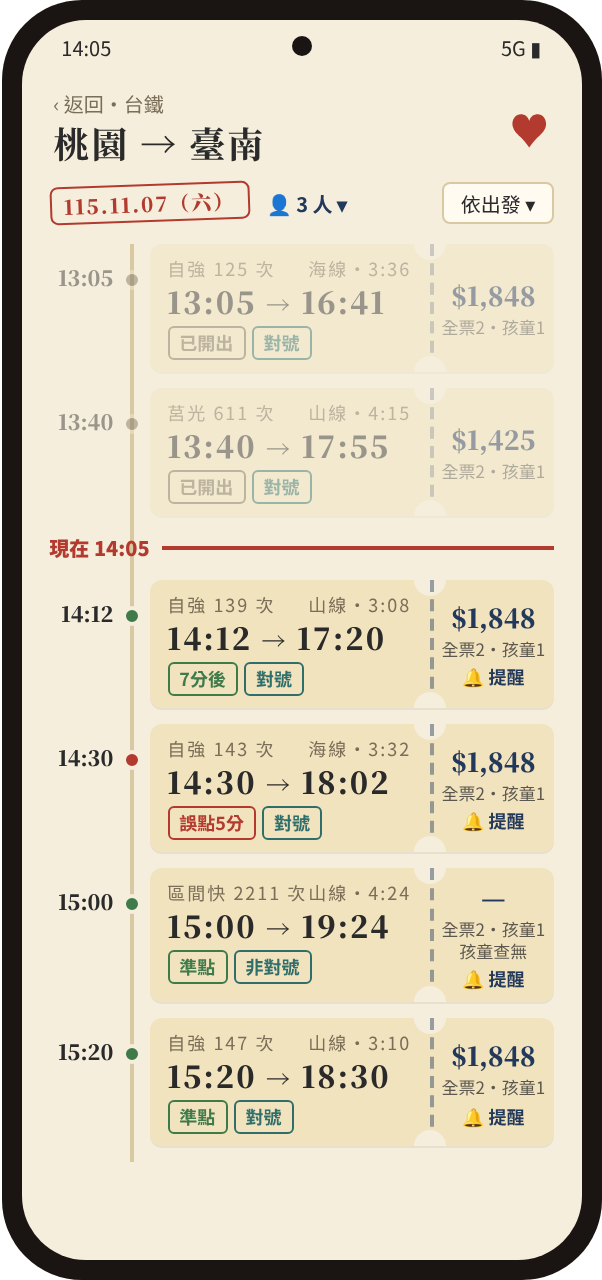 14:05 5G
‹ 返回・台鐵
桃園 → 臺南
115.11.07（六） 3 人 ▾ 依出發 ▾
13:05
自強 125 次 海線・3:36
13:05 → 16:41
已開出 對號
$1,848
全票2・孩童1
13:40
莒光 611 次 山線・4:15
13:40 → 17:55
已開出 對號
$1,425
全票2・孩童1
現在 14:05
14:12
自強 139 次 山線・3:08
14:12 → 17:20
7分後 對號
$1,848
全票2・孩童1
🔔 提醒
14:30
自強 143 次 海線・3:32
14:30 → 18:02
誤點5分 對號
$1,848
全票2・孩童1
🔔 提醒
15:00
區間快 2211 次 山線・4:24
15:00 → 19:24
準點 非對號
—
全票2・孩童1
孩童查無
🔔 提醒
15:20
自強 147 次 山線・3:10
15:20 → 18:30
準點 對號
$1,848
全票2・孩童1
🔔 提醒